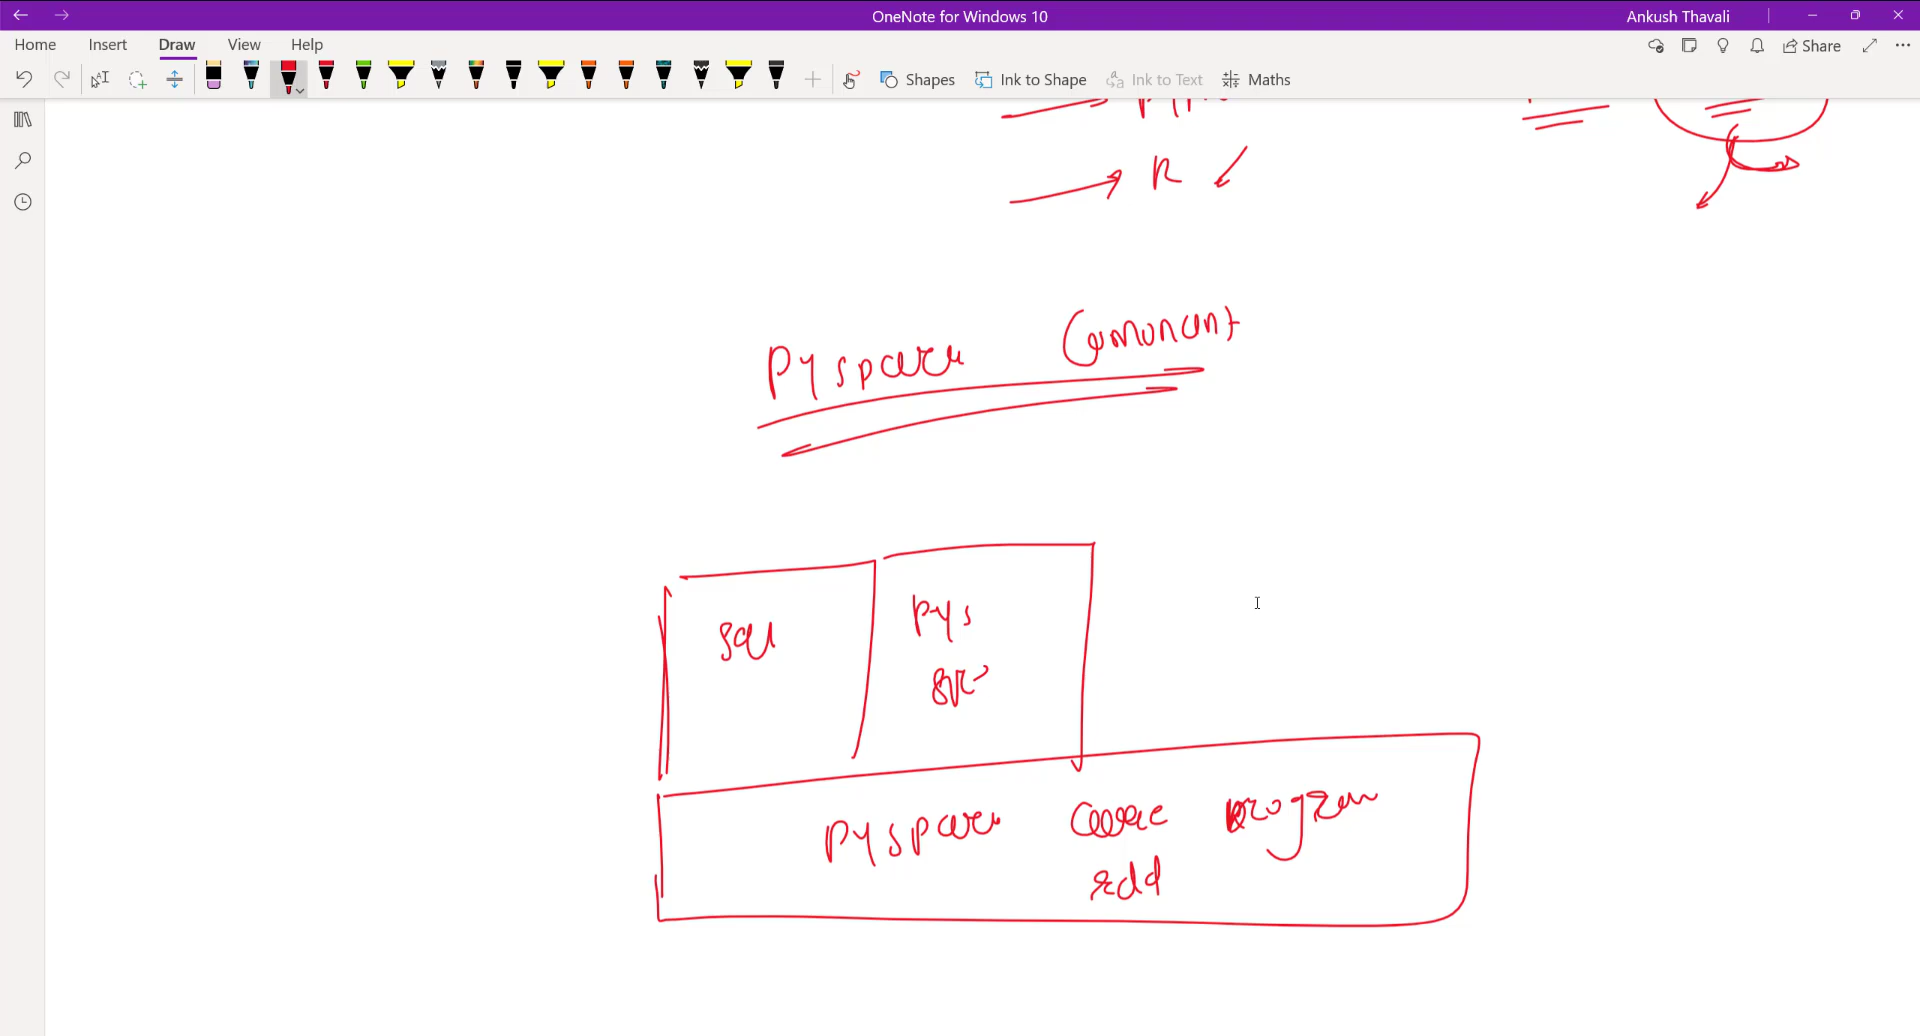 OneNote for Windows 10
Ankush Thavali
Home Insert Draw View Help
Share
Shapes Ink to Shape Ink to Text Maths
R
Pyspark Component
SQL
Pys
Pyspark Core program
rdd